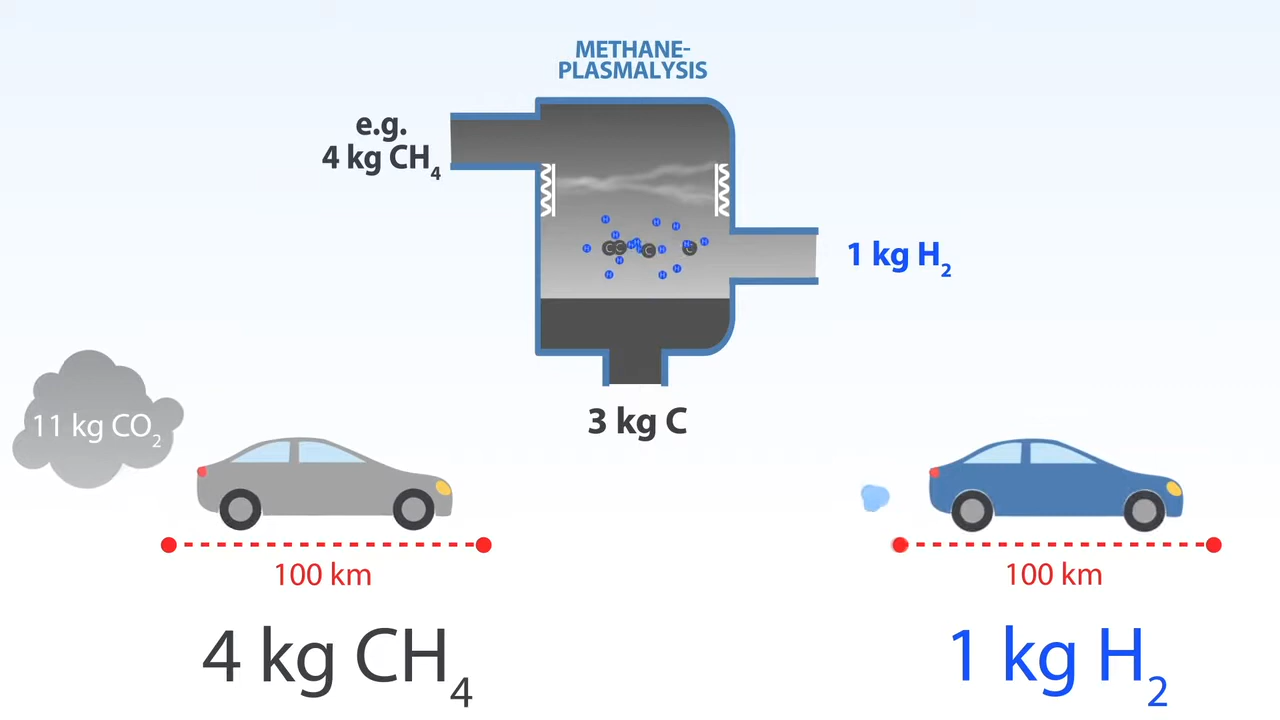 METHANE-
PLASMALYSIS
e.g.
4 kg CH₄
1 kg H₂
3 kg C
11 kg CO₂
100 km
100 km
4 kg CH₄
1 kg H₂